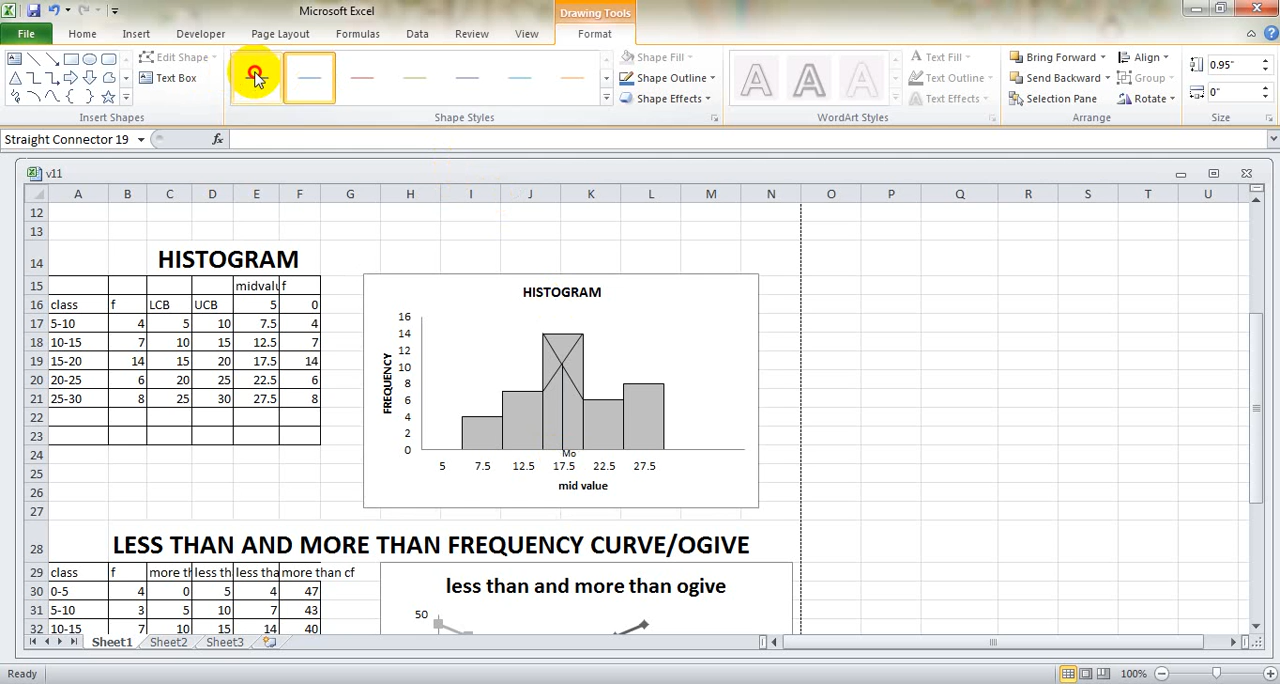 Microsoft Excel
Drawing Tools
File Home Insert Page Layout Formulas Data Review View Format
Edit Shape
Text Box
Insert Shapes
Shape Styles
Shape Fill
Shape Outline
Shape Effects
A A A
WordArt Styles
Text Fill
Text Outline
Text Effects
Bring Forward
Send Backward
Selection Pane
Align
Group
Rotate
Arrange
0.95"
0"
Size
Straight Connector 19 fx
v11
A B C D E F G H I J K L M N O P Q R S T U
12
13
14 HISTOGRAM
15 midvalu f
16 class f LCB UCB 5 0
17 5-10 4 5 10 7.5 4
18 10-15 7 10 15 12.5 7
19 15-20 14 15 20 17.5 14
20 20-25 6 20 25 22.5 6
21 25-30 8 25 30 27.5 8
22
23
24
25
26
27
HISTOGRAM
FREQUENCY
16
14
12
10
8
6
4
2
0
Mo
5 7.5 12.5 17.5 22.5 27.5
mid value
28 LESS THAN AND MORE THAN FREQUENCY CURVE/OGIVE
29 class f more th less th less tha more than cf
30 0-5 4 0 5 4 47
31 5-10 3 5 10 7 43
32 10-15 7 10 15 14 40
less than and more than ogive
50
Sheet1 Sheet2 Sheet3
Ready
100%